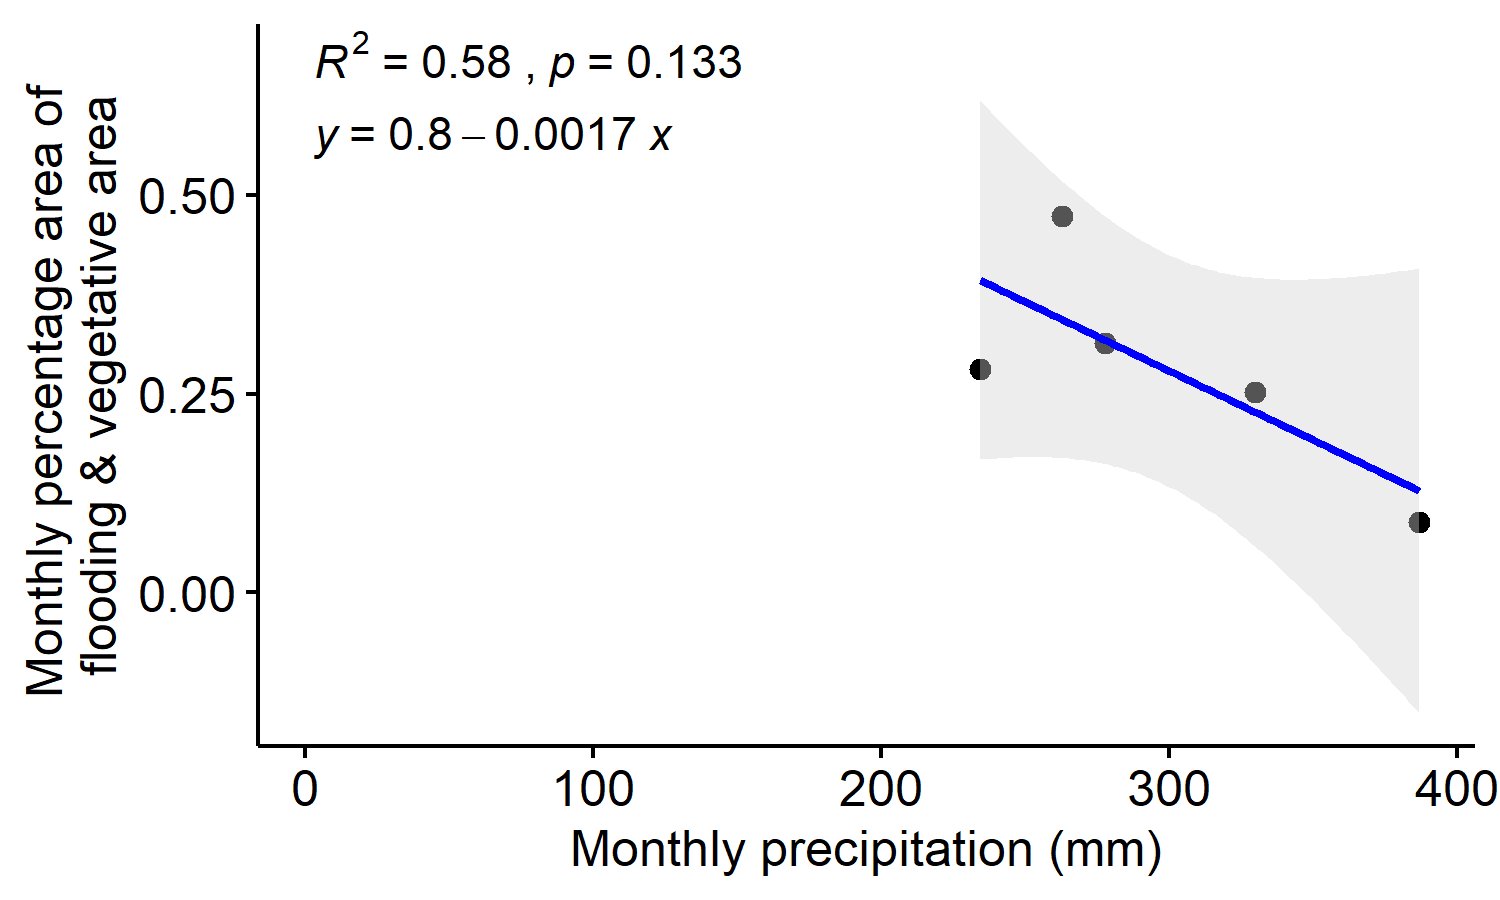 R² = 0.58 , p = 0.133
y = 0.8 – 0.0017 x
Monthly percentage area of
flooding & vegetative area
0.50
0.25
0.00
0 100 200 300 400
Monthly precipitation (mm)